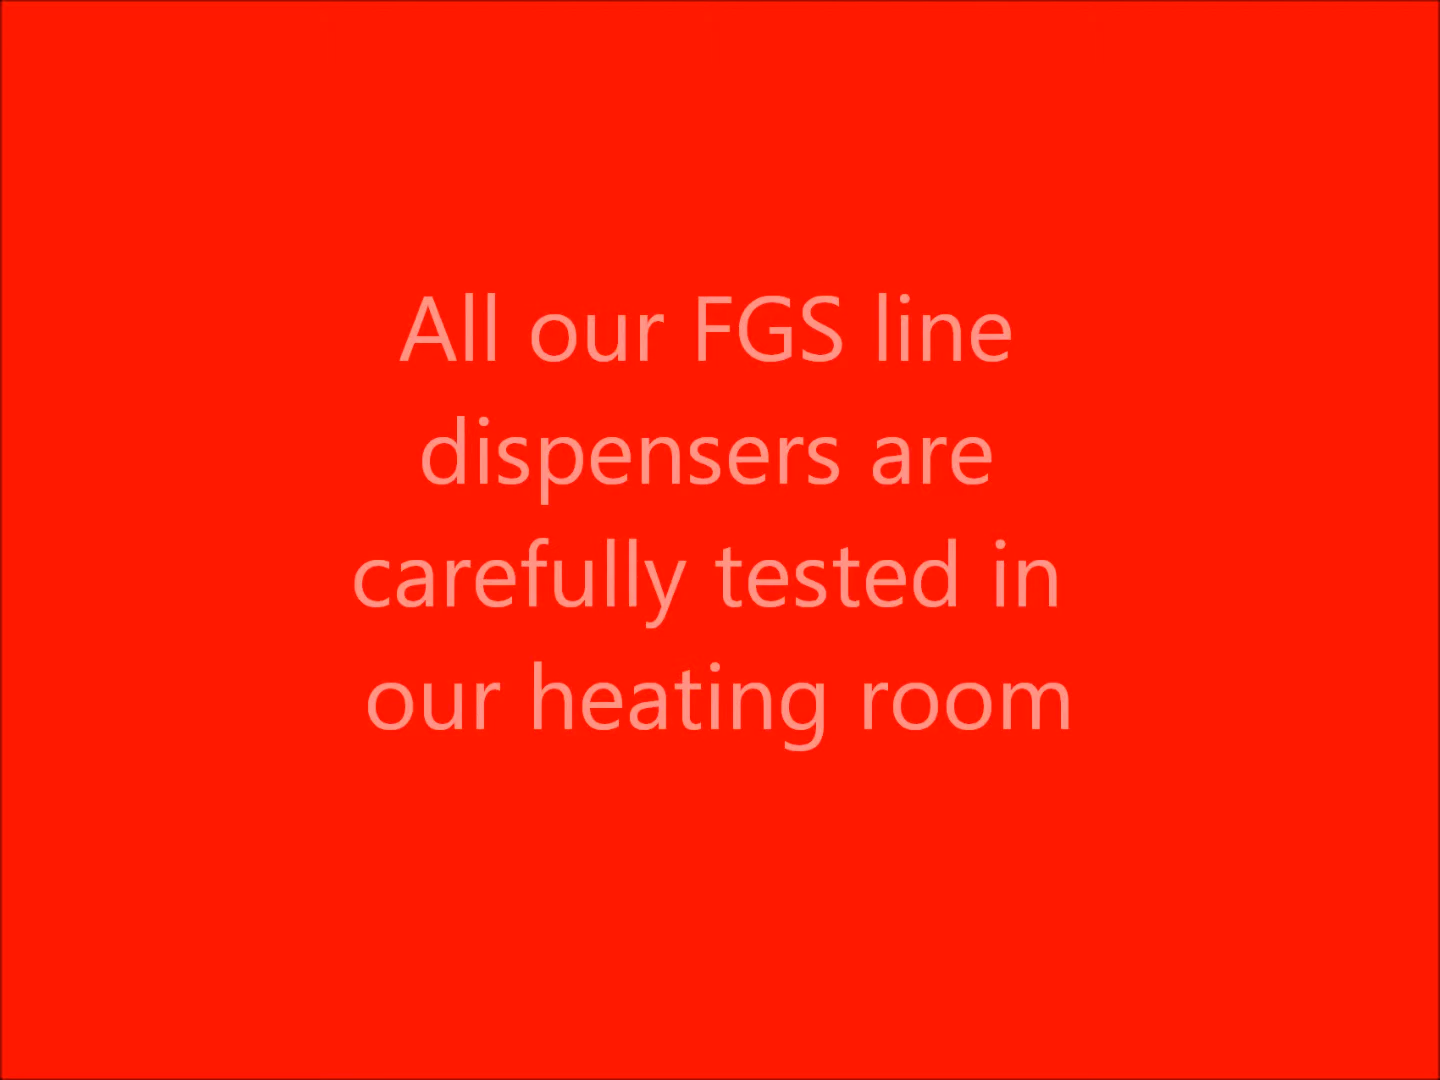 All our FGS line
dispensers are
carefully tested in
our heating room